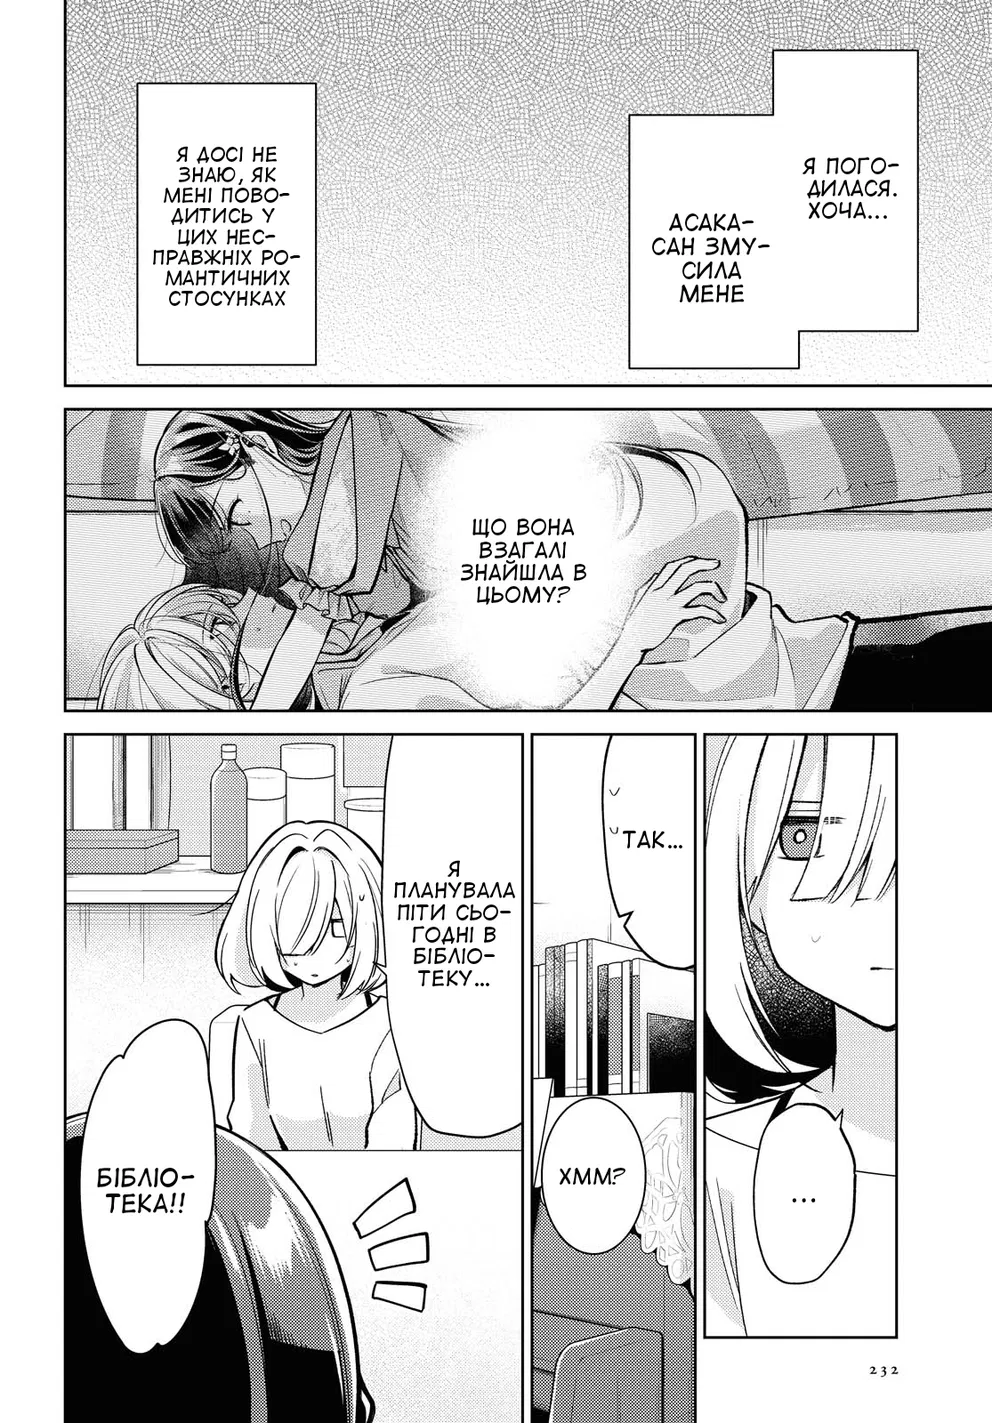 Я ПОГО-
ДИЛАСЯ.
ХОЧА...
АСАКА-
САН ЗМУ-
СИЛА
МЕНЕ
Я ДОСІ НЕ
ЗНАЮ, ЯК
МЕНІ ПОВО-
ДИТИСЬ У
ЦИХ НЕС-
ПРАВЖНІХ РО-
МАНТИЧНИХ
СТОСУНКАХ
ЩО ВОНА
ВЗАГАЛІ
ЗНАЙШЛА В
ЦЬОМУ?
...
ТАК...
ХММ?
Я
ПЛАНУВАЛА
ПІТИ СЬО-
ГОДНІ В
БІБЛІО-
ТЕКУ...
БІБЛІО-
ТЕКА!!
232